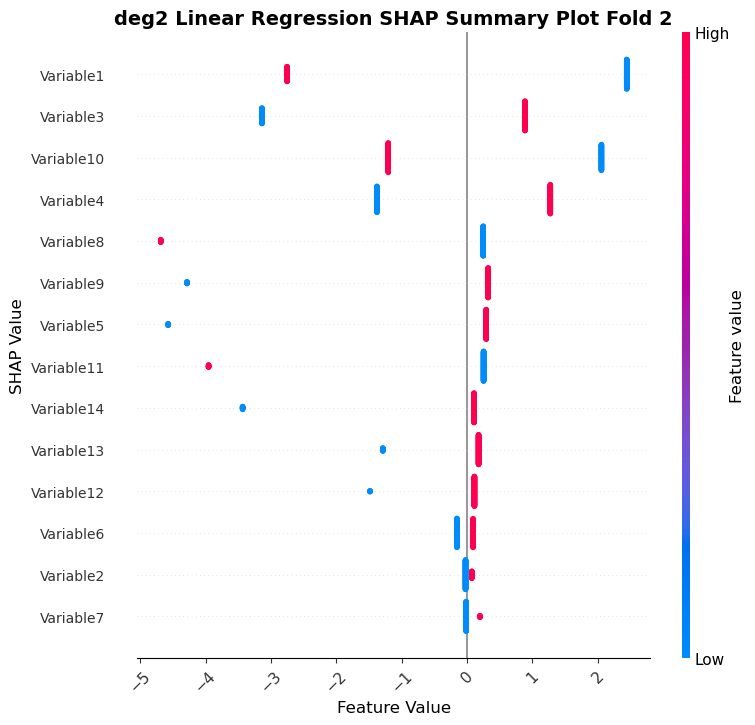 deg2 Linear Regression SHAP Summary Plot Fold 2
High
Variable1
Variable3
Variable10
Variable4
Variable8
Variable9
Variable5
Variable11
Variable14
Variable13
Variable12
Variable6
Variable2
Variable7
SHAP Value
Feature value
Low
−5 −4 −3 −2 −1 0 1 2
Feature Value